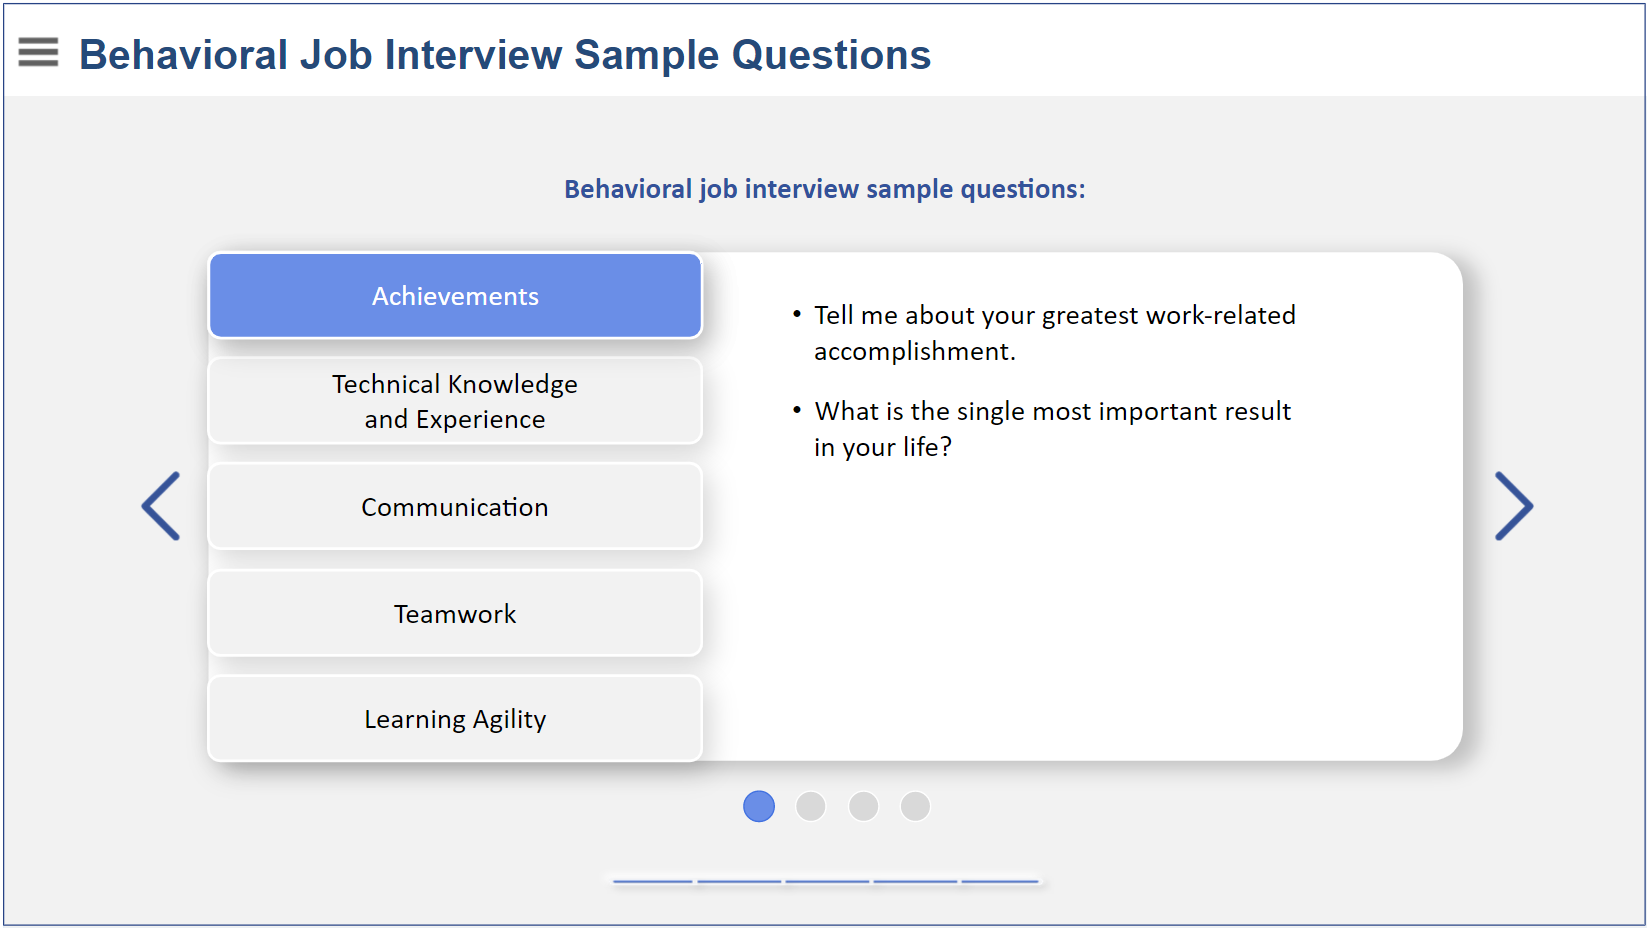 Behavioral Job Interview Sample Questions
Behavioral job interview sample questions:
Achievements
Technical Knowledge
and Experience
Communication
Teamwork
Learning Agility
• Tell me about your greatest work-related
accomplishment.
• What is the single most important result
in your life?